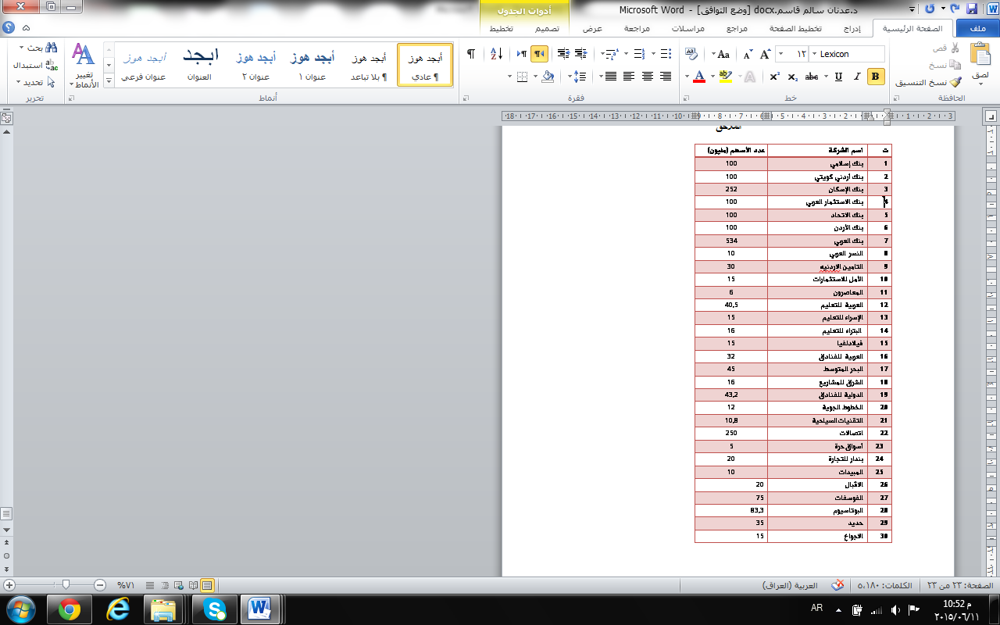 د.عدنان سالم قاسم.docx [وضع التوافق] - Microsoft Word
أدوات الجدول
ملف الصفحة الرئيسية إدراج تخطيط الصفحة مراجع مراسلات مراجعة عرض تصميم تخطيط
لصق
قص
نسخ
نسخ التنسيق
الحافظة
Lexicon ١٢
خط
فقرة
أبجد هوز أبجد هوز أبجد هوز أبجد هوز أبجد هوز أبجد هوز
¶ عادي ¶ بلا تباعد عنوان ١ عنوان ٢ العنوان عنوان فرعي
تغيير الأنماط
أنماط
بحث
استبدال
تحديد
تحرير
الملاحق
ت اسم الشركة عدد الأسهم (مليون)
1 بنك إسلامي 100
2 بنك أردني كويتي 100
3 بنك الإسكان 252
4 بنك الاستثمار العربي 100
5 بنك الاتحاد 100
6 بنك الأردن 100
7 بنك العربي 534
8 النسر العربي 10
9 التامين الاردنيه 30
10 الأمل للاستثمارات 15
11 المعاصرون 6
12 العربية للتعليم 40,5
13 الإسراء للتعليم 15
14 البتراء للتعليم 16
15 فيلادلفيا 15
16 العربية للفنادق 32
17 البحر المتوسط 45
18 الشرق للمشاريع 16
19 الدولية للفنادق 43,2
20 الخطوط الجوية 12
21 التقنيات السياحية 10,8
22 اتصالات 250
23 أسواق حرة 5
24 بندار للتجارة 20
25 المبيدات 10
26 الاقبال 20
27 الفوسفات 75
28 البوتاسيوم 83,3
29 حديد 35
30 الاجواخ 15
الصفحة: ٢٣ من ٢٣ الكلمات: ٥،١٨٠ العربية (العراق) ٧١%
AR
10:52 م
٢٠١٥/٠٦/١١